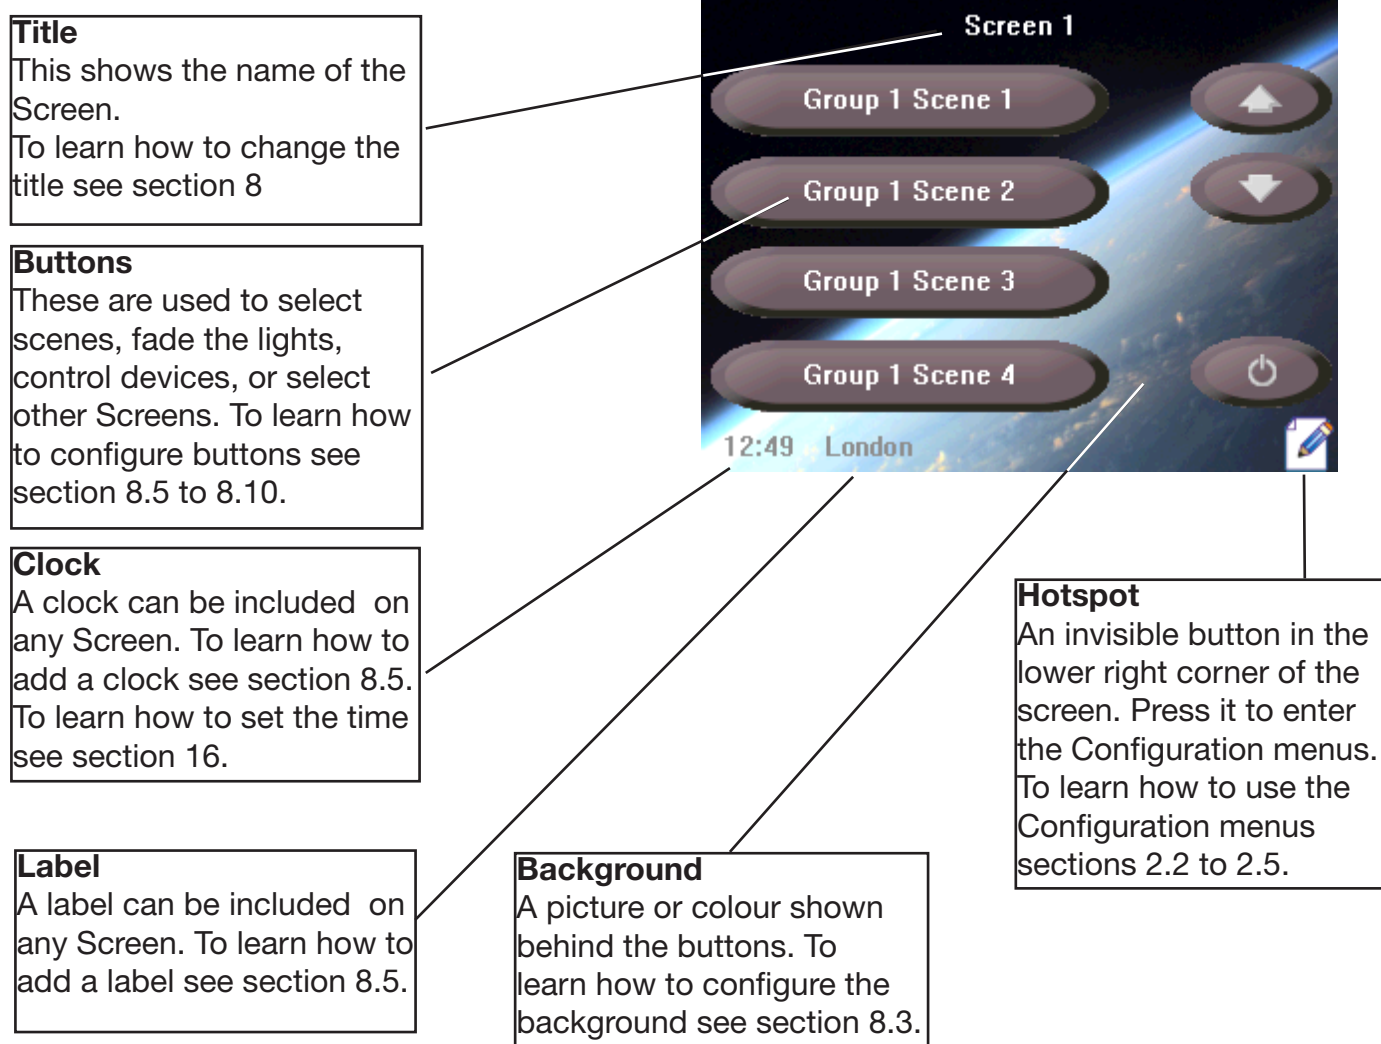 Title
This shows the name of the
Screen.
To learn how to change the
title see section 8
Buttons
These are used to select
scenes, fade the lights,
control devices, or select
other Screens. To learn how
to configure buttons see
section 8.5 to 8.10.
Clock
A clock can be included  on
any Screen. To learn how to
add a clock see section 8.5.
To learn how to set the time
see section 16.
Label
A label can be included  on
any Screen. To learn how to
add a label see section 8.5.
Screen 1
Group 1 Scene 1
Group 1 Scene 2
Group 1 Scene 3
Group 1 Scene 4
12:49 London
Background
A picture or colour shown
behind the buttons. To
learn how to configure the
background see section 8.3.
Hotspot
An invisible button in the
lower right corner of the
screen. Press it to enter
the Configuration menus.
To learn how to use the
Configuration menus
sections 2.2 to 2.5.